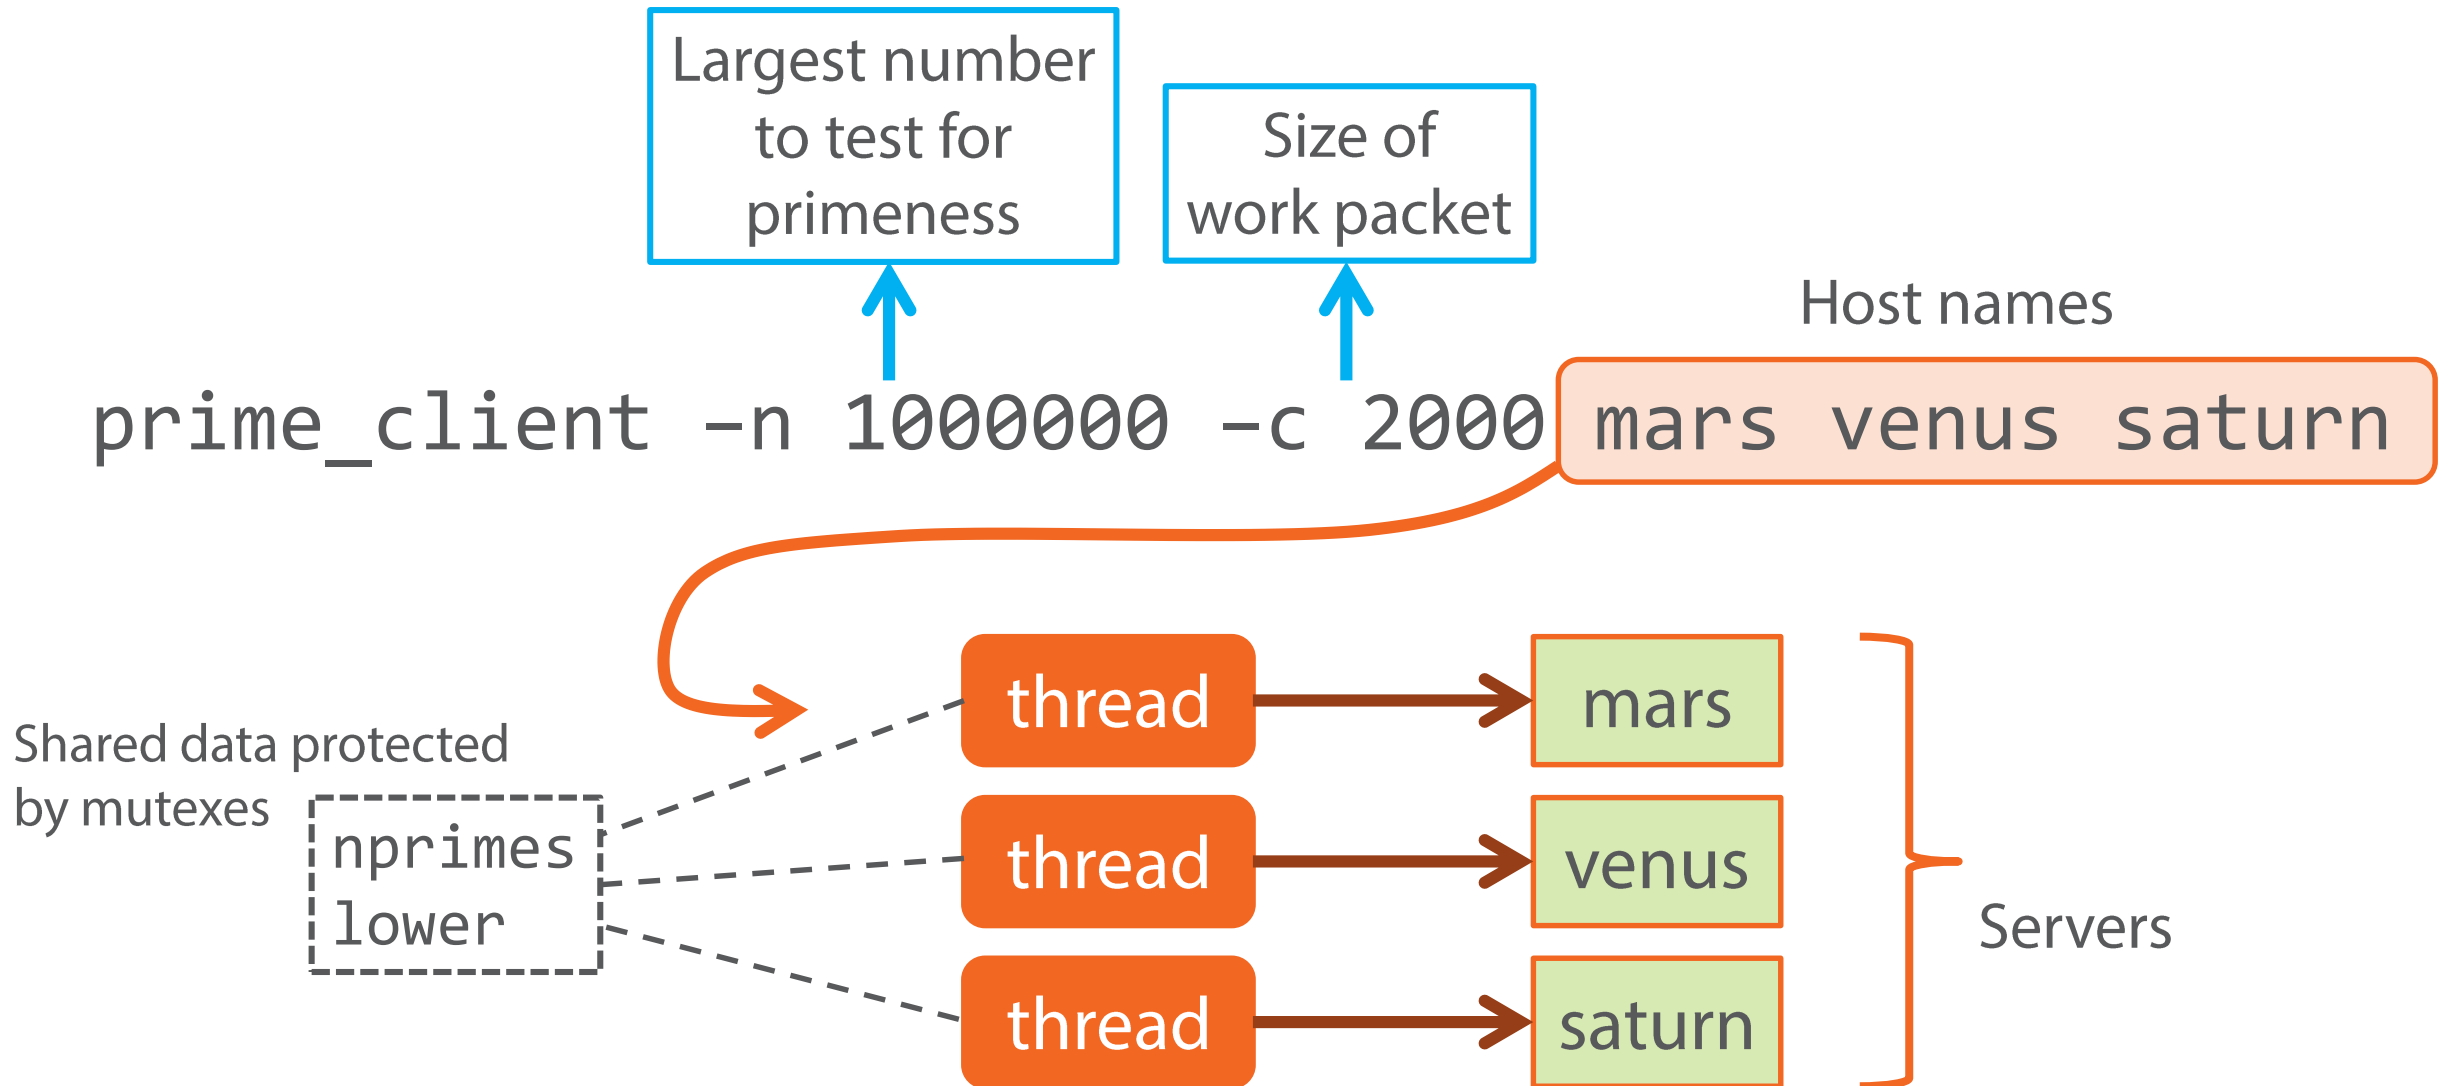 Largest number
to test for
primeness
Size of
work packet
Host names
prime_client –n 1000000 –c 2000 mars venus saturn
Shared data protected
by mutexes
nprimes
lower
thread
mars
thread
venus
thread
saturn
Servers